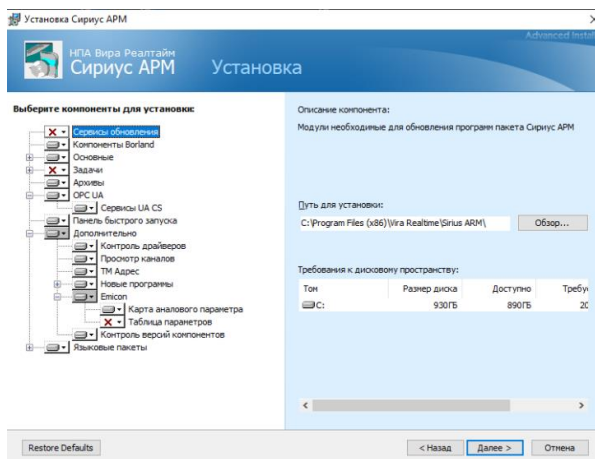 Установка Сириус АРМ
Advanced Instal
НПА Вира Реалтайм
Сириус АРМ
Установка
Выберите компоненты для установки:
Сервисы обновления
Компоненты Borland
Основные
Задачи
Архивы
OPC UA
Сервисы UA CS
Панель быстрого запуска
Дополнительно
Контроль драйверов
Просмотр каналов
ТМ Адрес
Новые программы
Emicon
Карта аналового параметра
Таблица параметров
Контроль версий компонентов
Языковые пакеты
Описание компонента:
Модули необходимые для обновления программ пакета Сириус АРМ
Путь для установки:
C:\Program Files (x86)\Vira Realtime\Sirius ARM\
Обзор...
Требования к дисковому пространству:
Том Размер диска Доступно Требу
C: 930ГБ 890ГБ 20
Restore Defaults
< Назад
Далее >
Отмена